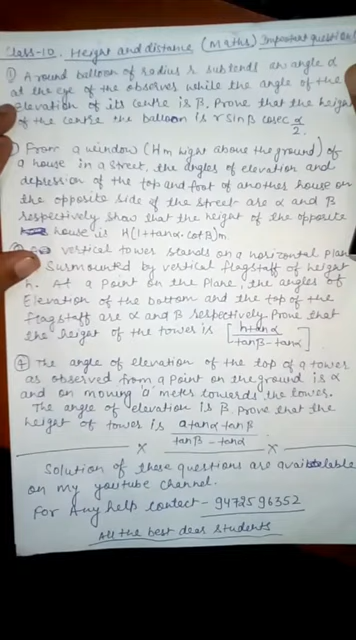 Class-10. Height and distance (Maths) Important question
① A round balloon of radius r subtends an angle α
at the eye of the observer while the angle of the
elevation of its centre is β. Prove that the heigh
of the centre the balloon is r sinβ cosec α/2.
) From a window (Hm hight above the ground) of
a house in a street, the angles of elevation and
depression of the top and foot of another house on
the opposite side of the street are α and β
respectively show that the height of the opposite
house is H(1+tanα.cotβ)m.
vertical tower stands on a horizontal plan
Surmounted by vertical flagstaff of height
h. At a Point on the Plane, the angles of
Elevation of the bottom and the top of the
flagstaff are α and β respectively. Prove that
the height of the tower is [htanα/tanβ-tanα]
④ The angle of elevation of the top of a tower
as observed from a point on the ground is α
and on moving 'a' meter towards the tower.
The angle of elevation is β, prove that the
height of tower is atanα·tanβ/tanβ - tanα
x x
Solution of these questions are available
on my youtube channel.
For Any help contact - 9472596352
All the best dear students